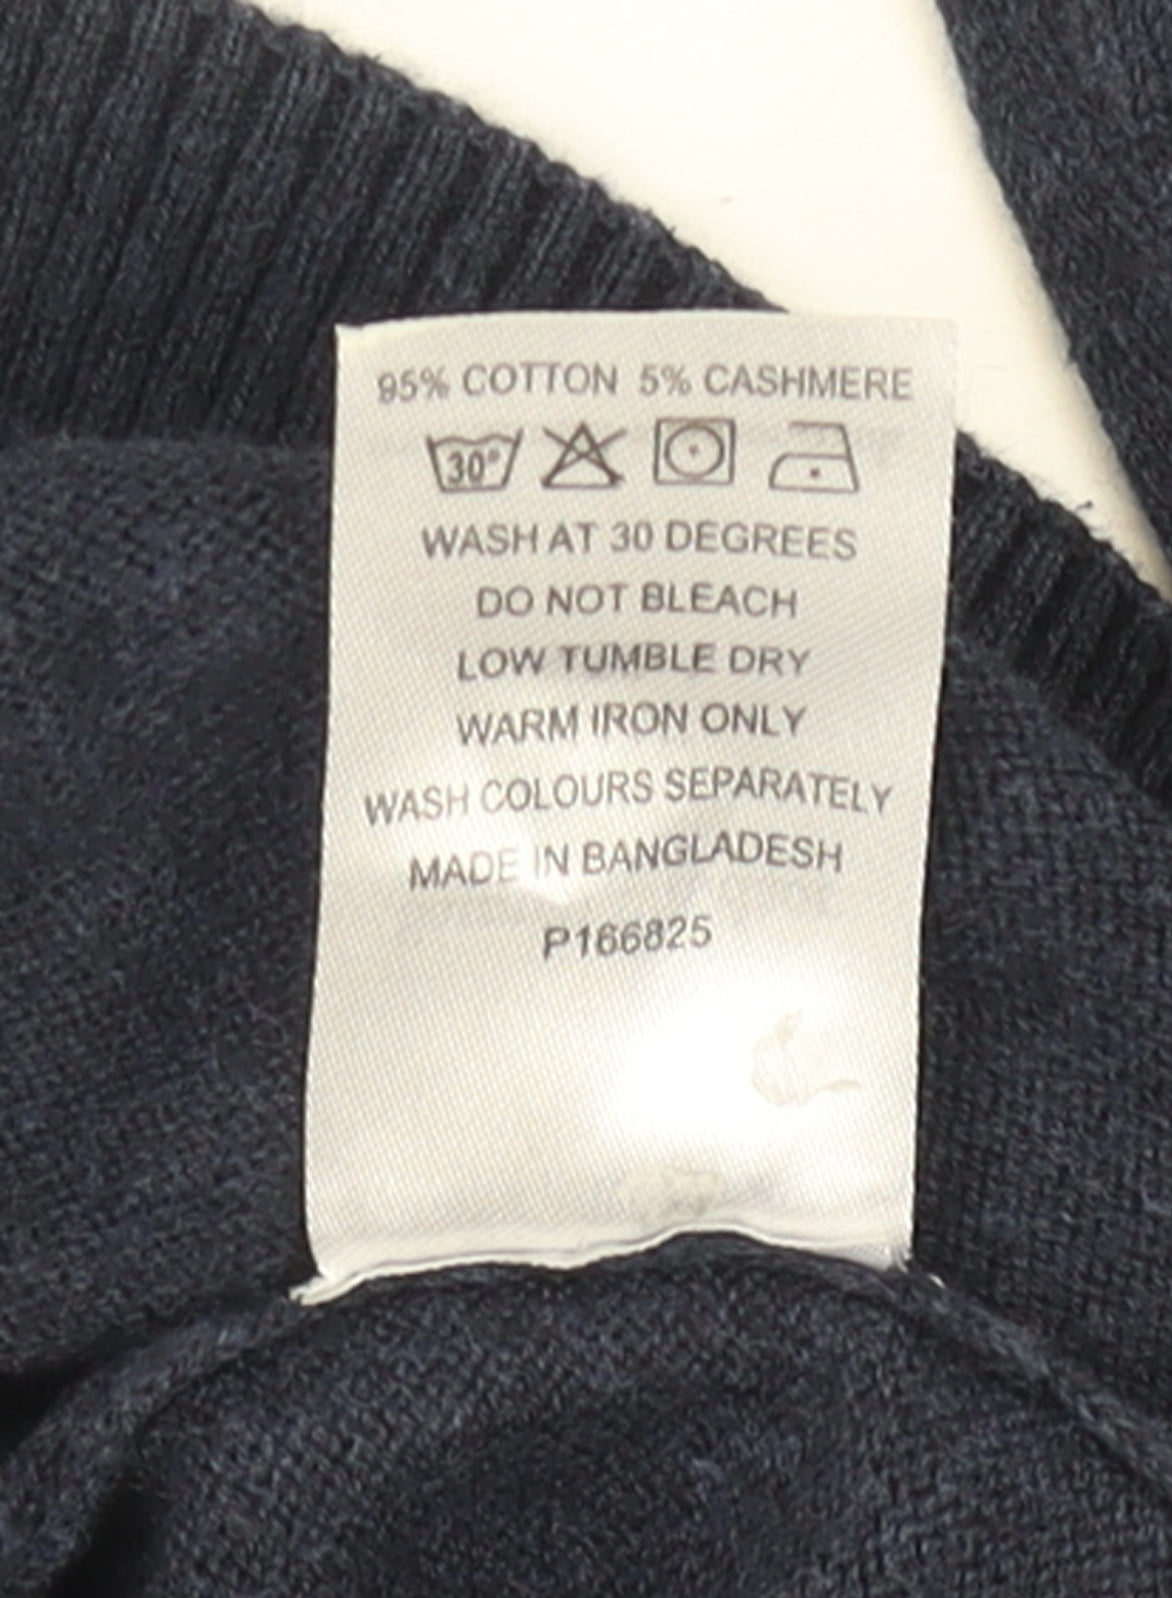 95% COTTON 5% CASHMERE
30°
WASH AT 30 DEGREES
DO NOT BLEACH
LOW TUMBLE DRY
WARM IRON ONLY
WASH COLOURS SEPARATELY
MADE IN BANGLADESH
P166825